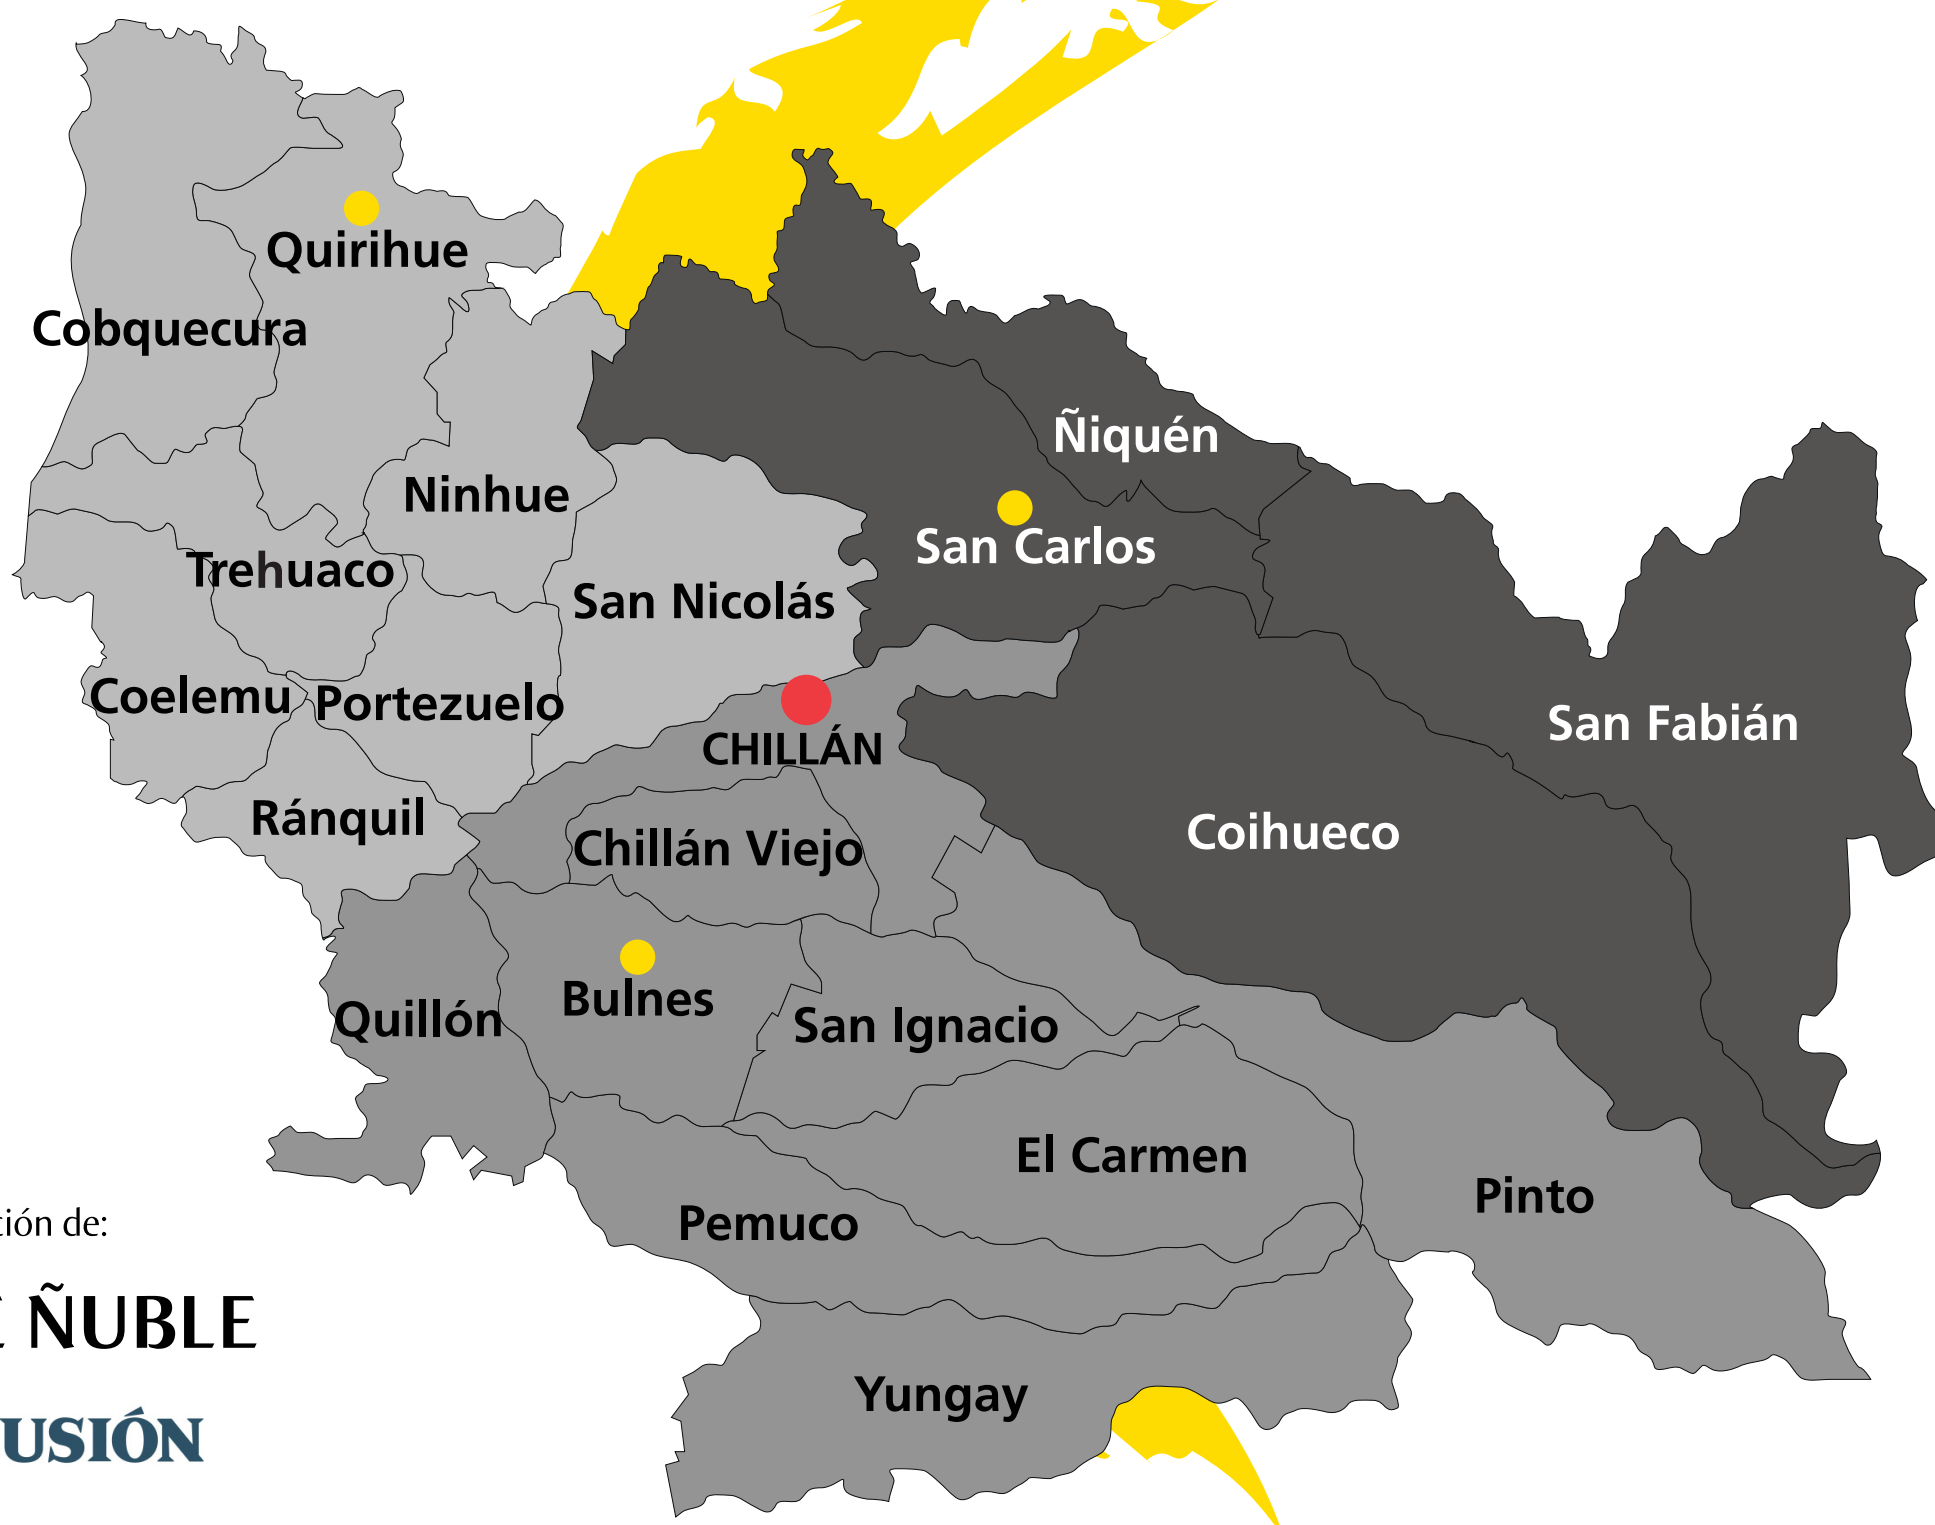 Quirihue
Cobquecura
Ñiquén
Ninhue
San Carlos
Trehuaco
San Nicolás
Coelemu
Portezuelo
San Fabián
CHILLÁN
Ránquil
Chillán Viejo
Coihueco
Bulnes
Quillón
San Ignacio
El Carmen
Pinto
Pemuco
ción de:
ÑUBLE
Yungay
USIÓN